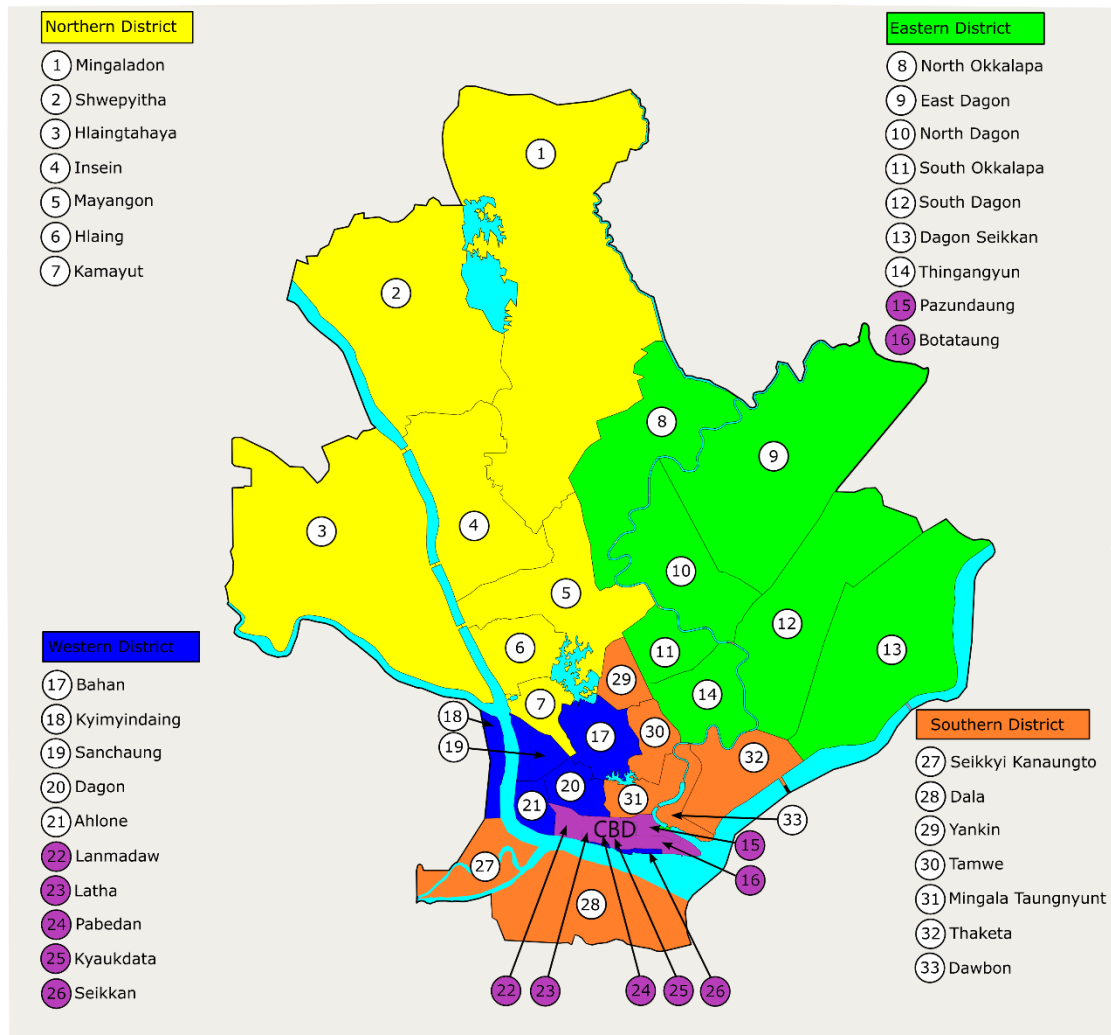 Northern District
1 Mingaladon
2 Shwepyitha
3 Hlaingtahaya
4 Insein
5 Mayangon
6 Hlaing
7 Kamayut
Eastern District
8 North Okkalapa
9 East Dagon
10 North Dagon
11 South Okkalapa
12 South Dagon
13 Dagon Seikkan
14 Thingangyun
15 Pazundaung
16 Botataung
Western District
17 Bahan
18 Kyimyindaing
19 Sanchaung
20 Dagon
21 Ahlone
22 Lanmadaw
23 Latha
24 Pabedan
25 Kyaukdata
26 Seikkan
Southern District
27 Seikkyi Kanaungto
28 Dala
29 Yankin
30 Tamwe
31 Mingala Taungnyunt
32 Thaketa
33 Dawbon
1
2
8
9
3
4
10
5
12
6
11
13
29
14
7
18
17
30
19
32
20
31
21
33
CBD
15
27
16
28
22
23
24
25
26